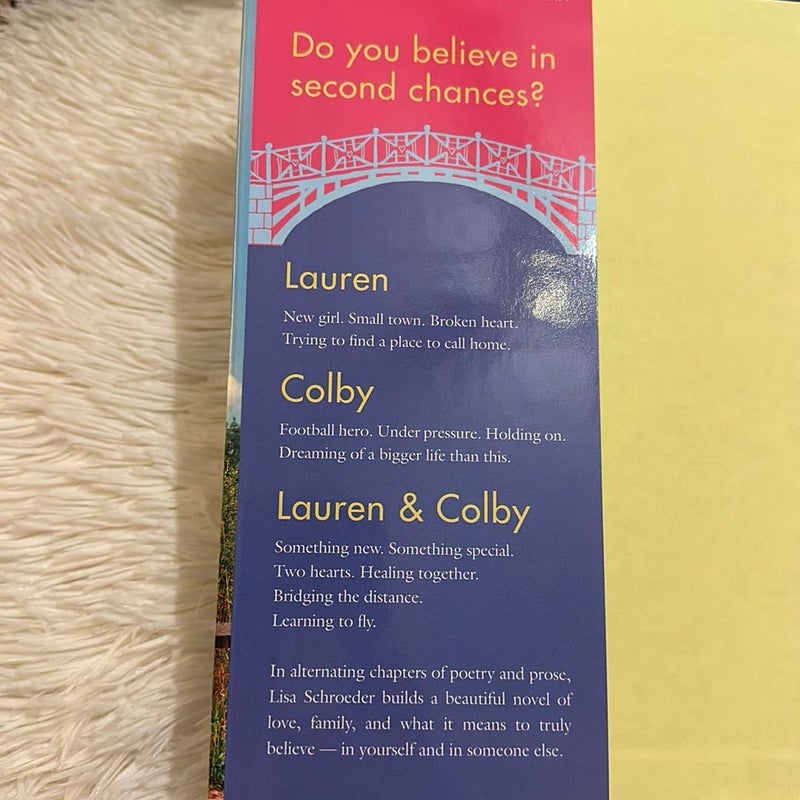 Do you believe in
second chances?
Lauren
New girl. Small town. Broken heart.
Trying to find a place to call home.
Colby
Football hero. Under pressure. Holding on.
Dreaming of a bigger life than this.
Lauren & Colby
Something new. Something special.
Two hearts. Healing together.
Bridging the distance.
Learning to fly.
In alternating chapters of poetry and prose,
Lisa Schroeder builds a beautiful novel of
love, family, and what it means to truly
believe — in yourself and in someone else.